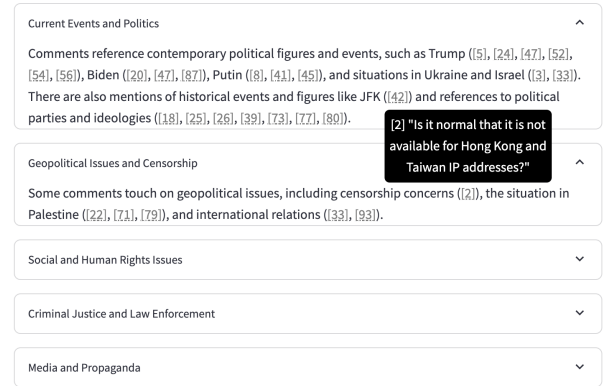 Current Events and Politics
Comments reference contemporary political figures and events, such as Trump ([5], [24], [47], [52],
[54], [56]), Biden ([20], [47], [87]), Putin ([8], [41], [45]), and situations in Ukraine and Israel ([3], [33]).
There are also mentions of historical events and figures like JFK ([42]) and references to political
parties and ideologies ([18], [25], [26], [39], [73], [77], [80]).
[2] "Is it normal that it is not
available for Hong Kong and
Taiwan IP addresses?"
Geopolitical Issues and Censorship
Some comments touch on geopolitical issues, including censorship concerns ([2]), the situation in
Palestine ([22], [71], [79]), and international relations ([33], [93]).
Social and Human Rights Issues
Criminal Justice and Law Enforcement
Media and Propaganda